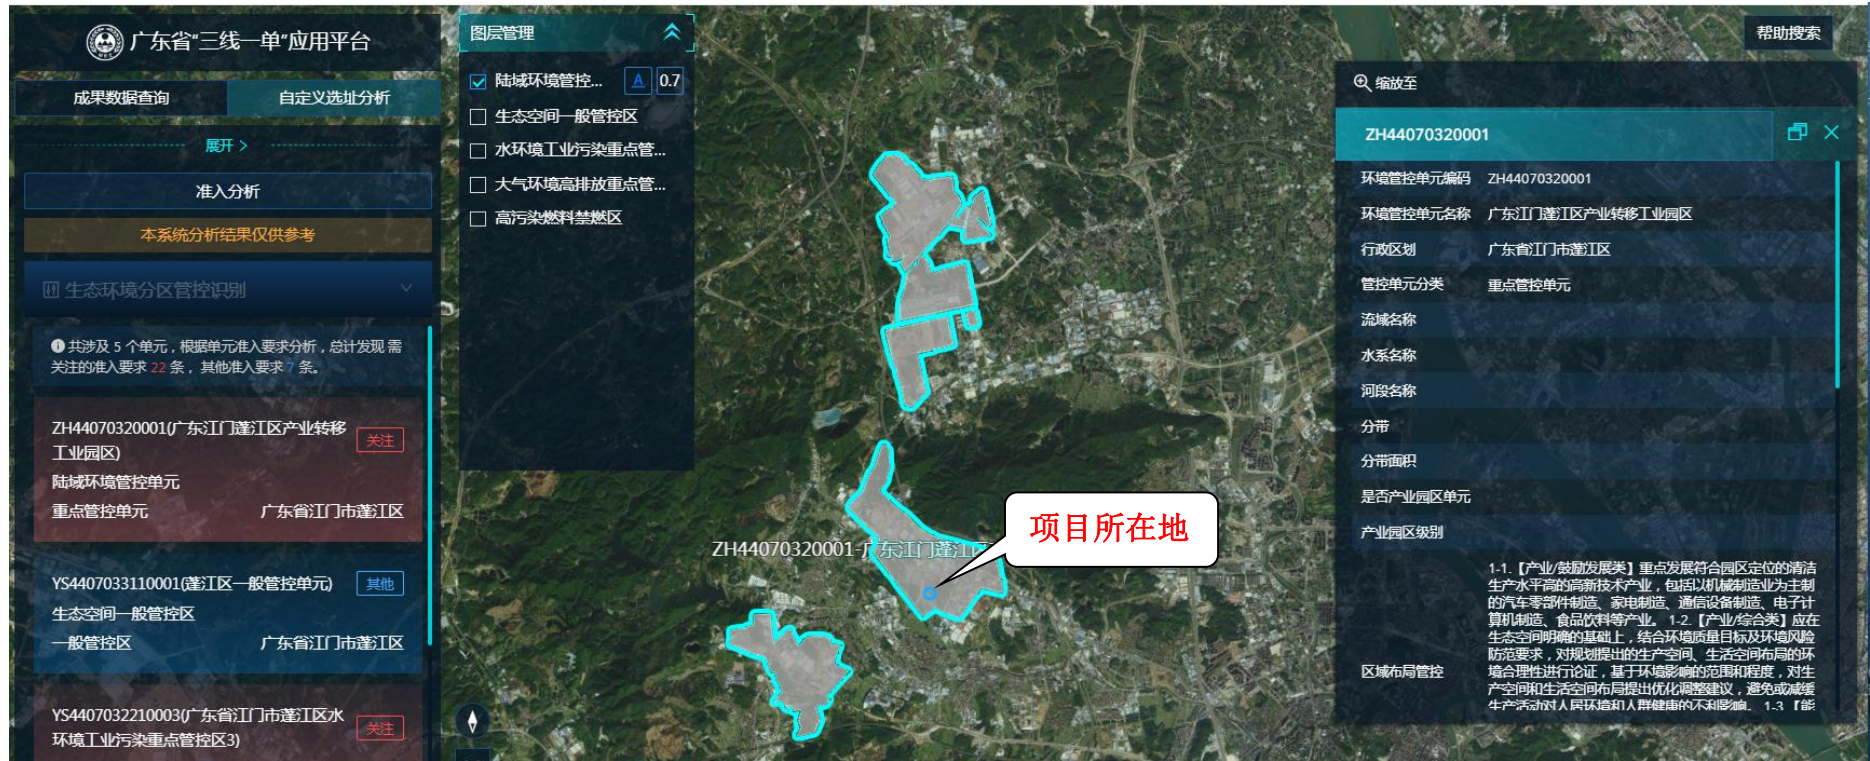 广东省“三线一单”应用平台
成果数据查询
自定义选址分析
展开 >
准入分析
本系统分析结果仅供参考
生态环境分区管控识别
共涉及 5 个单元，根据单元准入要求分析，总计发现 需
关注的准入要求 22 条，其他准入要求 7 条。
ZH44070320001(广东江门蓬江区产业转移
工业园区)
关注
陆域环境管控单元
重点管控单元
广东省江门市蓬江区
YS4407033110001(蓬江区一般管控单元)
其他
生态空间一般管控区
一般管控区
广东省江门市蓬江区
YS4407032210003(广东省江门市蓬江区水
环境工业污染重点管控区3)
关注
图层管理
陆域环境管控...
A
0.7
生态空间一般管控区
水环境工业污染重点管...
大气环境高排放重点管...
高污染燃料禁燃区
ZH44070320001-广东江门蓬江区
项目所在地
帮助搜索
缩放至
ZH44070320001
环境管控单元编码 ZH44070320001
环境管控单元名称 广东江门蓬江区产业转移工业园区
行政区划 广东省江门市蓬江区
管控单元分类 重点管控单元
流域名称
水系名称
河段名称
分带
分带面积
是否产业园区单元
产业园区级别
区域布局管控
1-1.【产业/鼓励发展类】重点发展符合园区定位的清洁
生产水平高的高新技术产业，包括以机械制造业为主制
的汽车零部件制造、家电制造、通信设备制造、电子计
算机制造、食品饮料等产业。 1-2.【产业/综合类】应在
生态空间明确的基础上，结合环境质量目标及环境风险
防范要求，对规划提出的生产空间、生活空间布局的环
境合理性进行论证，基于环境影响的范围和程度，对生
产空间和生活空间布局提出优化调整建议，避免或减缓
生产活动对人居环境和人群健康的不利影响。 1-3.【能